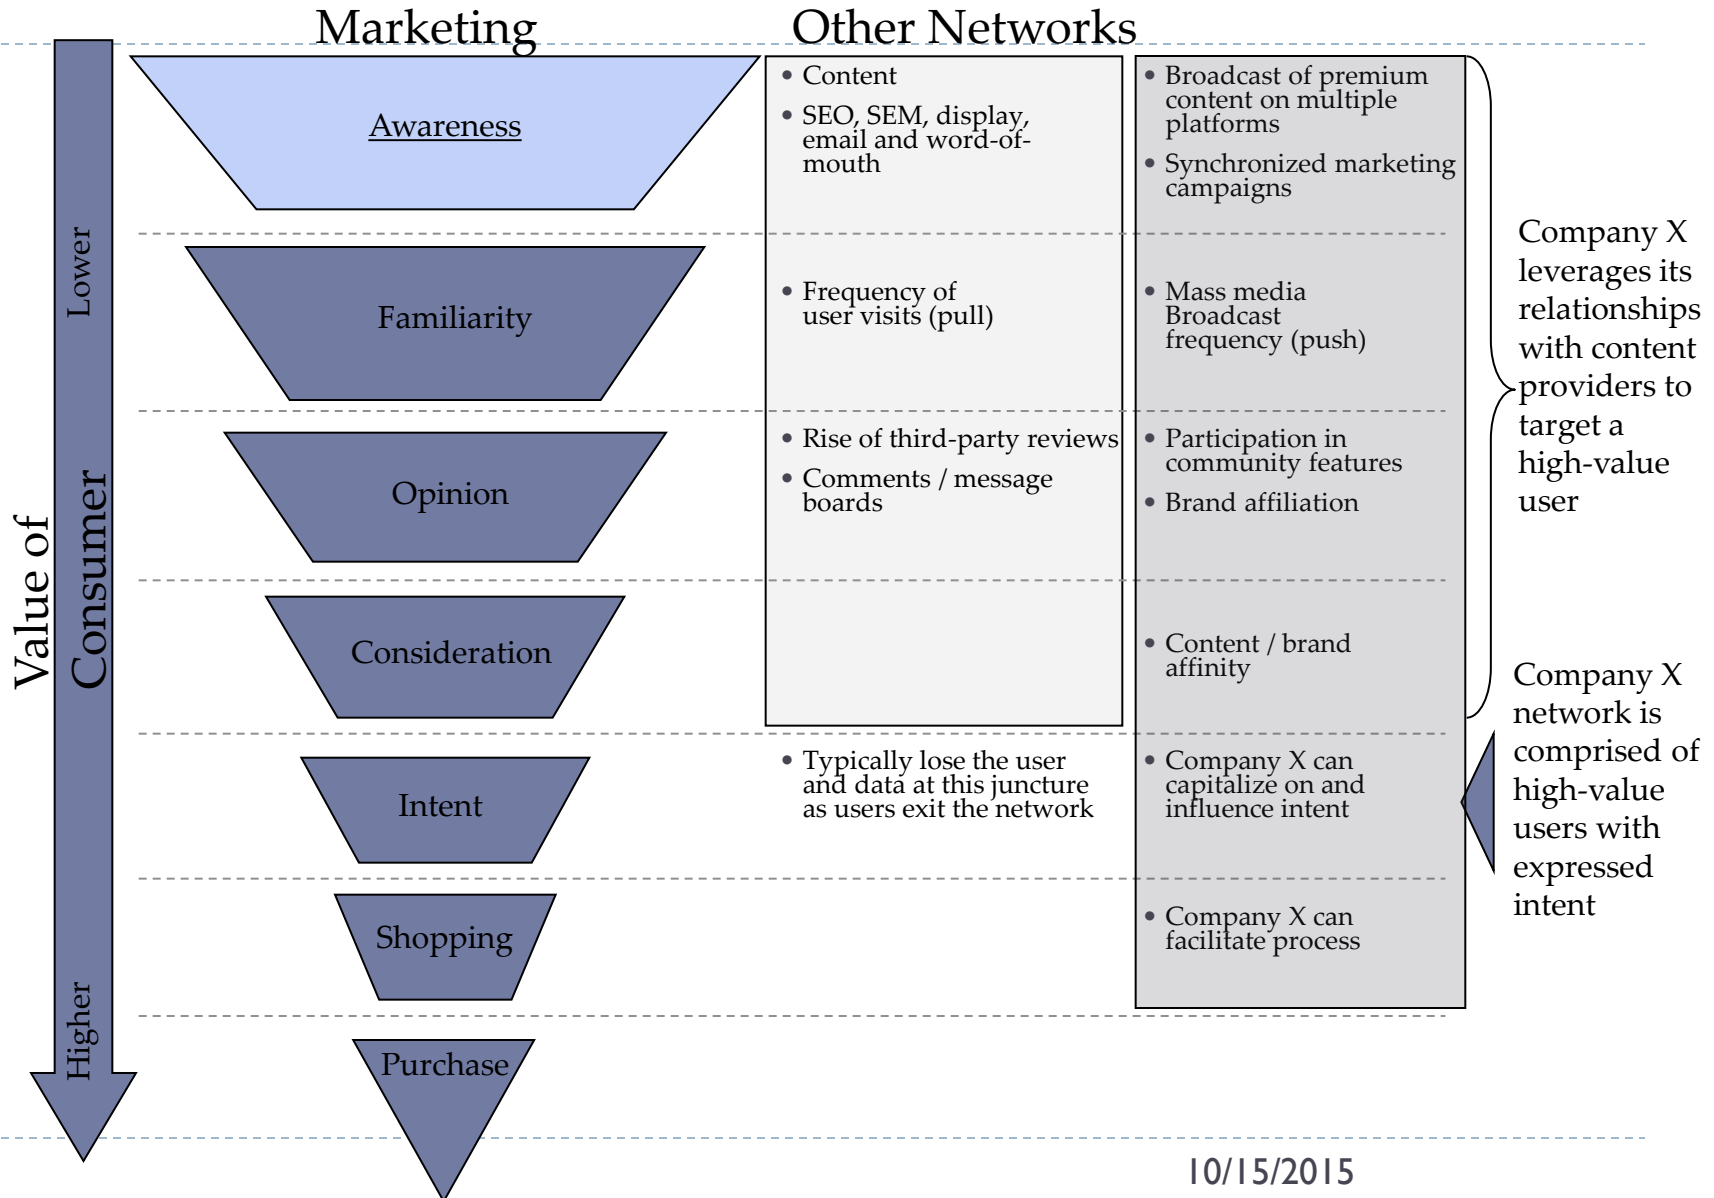 Marketing
Other Networks
Value of
Consumer
Lower
Higher
Awareness
• Content
• SEO, SEM, display,
email and word-of-
mouth
• Broadcast of premium
content on multiple
platforms
• Synchronized marketing
campaigns
Familiarity
• Frequency of
user visits (pull)
• Mass media
Broadcast
frequency (push)
Opinion
• Rise of third-party reviews
• Comments / message
boards
• Participation in
community features
• Brand affiliation
Consideration
• Content / brand
affinity
Company X
leverages its
relationships
with content
providers to
target a
high-value
user
Intent
• Typically lose the user
and data at this juncture
as users exit the network
• Company X can
capitalize on and
influence intent
Shopping
• Company X can
facilitate process
Company X
network is
comprised of
high-value
users with
expressed
intent
Purchase
10/15/2015